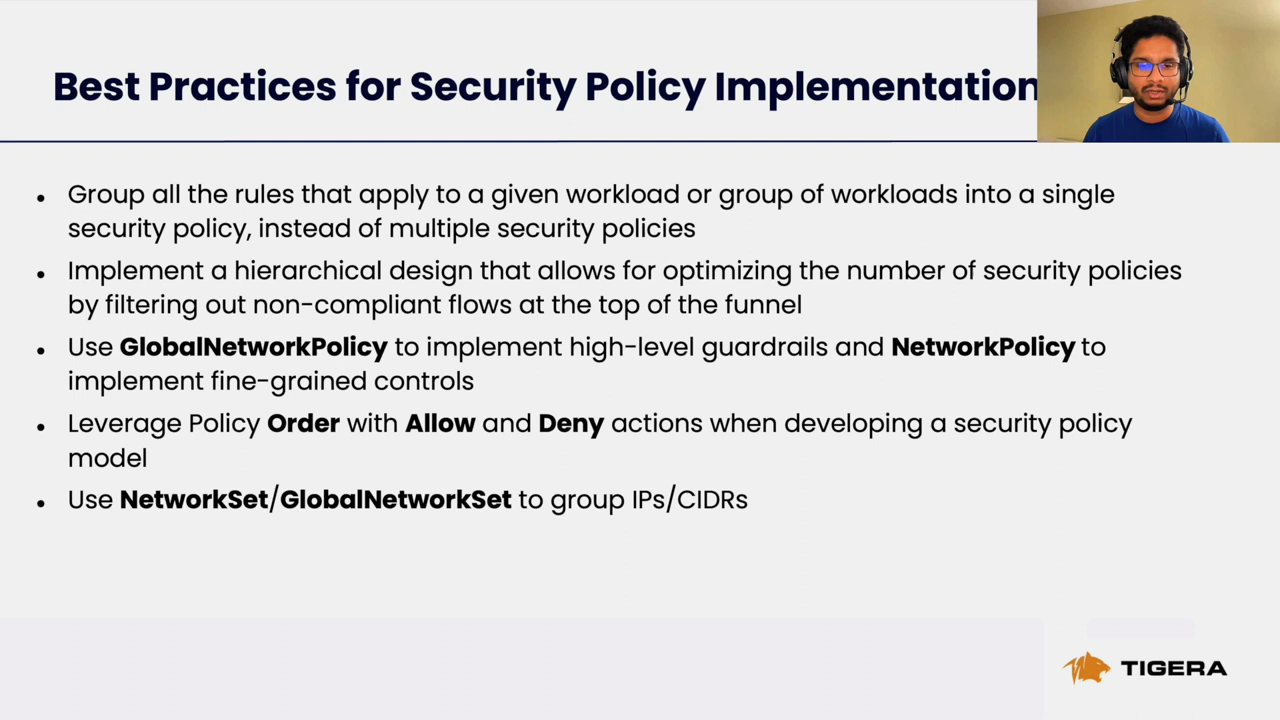 Best Practices for Security Policy Implementation
• Group all the rules that apply to a given workload or group of workloads into a single
security policy, instead of multiple security policies
• Implement a hierarchical design that allows for optimizing the number of security policies
by filtering out non-compliant flows at the top of the funnel
• Use GlobalNetworkPolicy to implement high-level guardrails and NetworkPolicy to
implement fine-grained controls
• Leverage Policy Order with Allow and Deny actions when developing a security policy
model
• Use NetworkSet/GlobalNetworkSet to group IPs/CIDRs
TIGERA